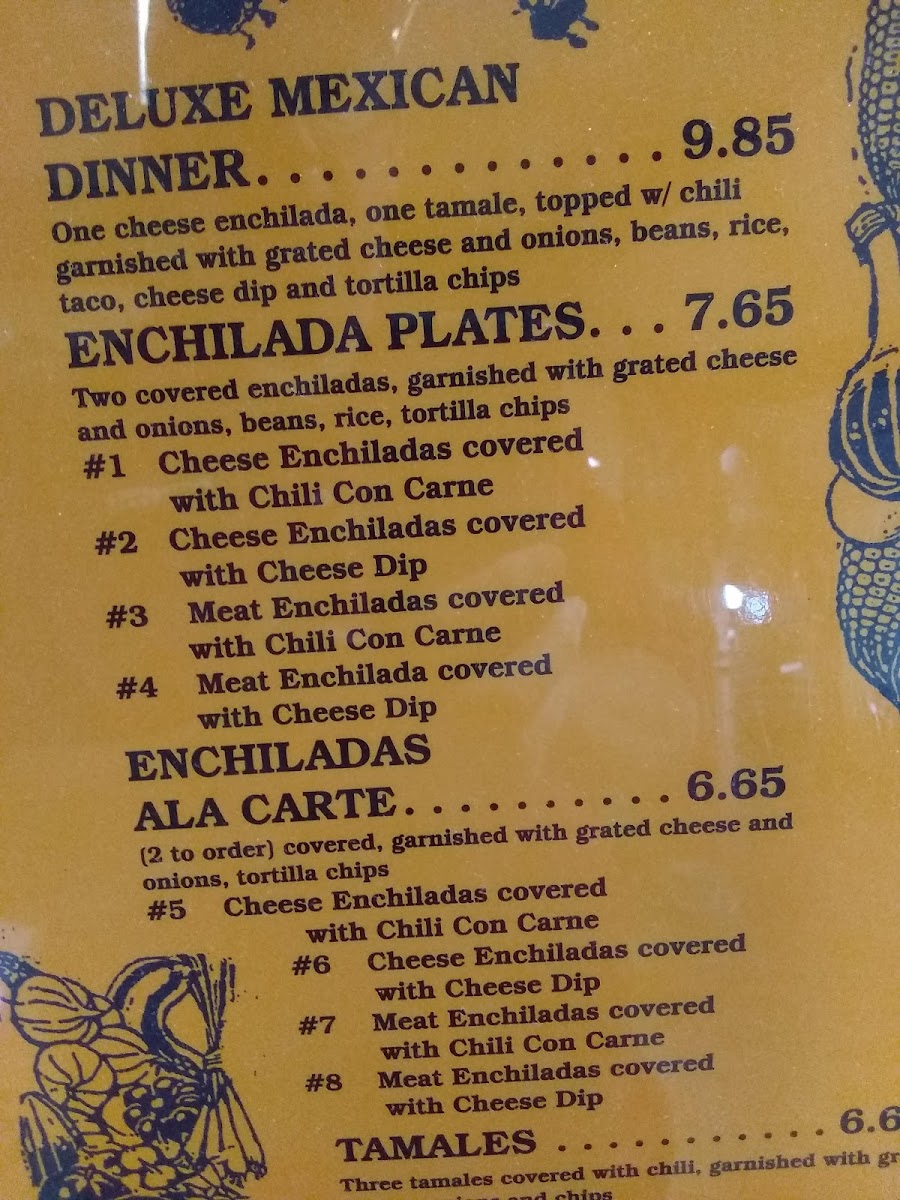 DELUXE MEXICAN
DINNER. . . . . . . . . . . . . . 9.85
One cheese enchilada, one tamale, topped w/ chili
garnished with grated cheese and onions, beans, rice,
taco, cheese dip and tortilla chips
ENCHILADA PLATES. . . . 7.65
Two covered enchiladas, garnished with grated cheese
and onions, beans, rice, tortilla chips
#1 Cheese Enchiladas covered
with Chili Con Carne
#2 Cheese Enchiladas covered
with Cheese Dip
#3 Meat Enchiladas covered
with Chili Con Carne
#4 Meat Enchilada covered
with Cheese Dip
ENCHILADAS
ALA CARTE. . . . . . . . . . . 6.65
(2 to order) covered, garnished with grated cheese and
onions, tortilla chips
#5 Cheese Enchiladas covered
with Chili Con Carne
#6 Cheese Enchiladas covered
with Cheese Dip
#7 Meat Enchiladas covered
with Chili Con Carne
#8 Meat Enchiladas covered
with Cheese Dip
TAMALES . . . . . . . . . . . . 6.6
Three tamales covered with chili, garnished with gr
and chips